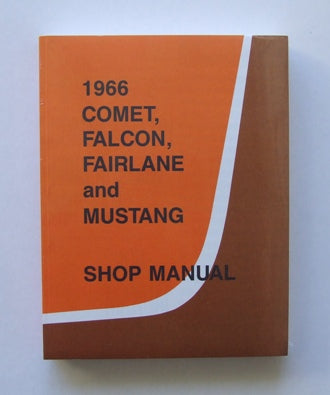 1966
COMET,
FALCON,
FAIRLANE
and
MUSTANG
SHOP MANUAL